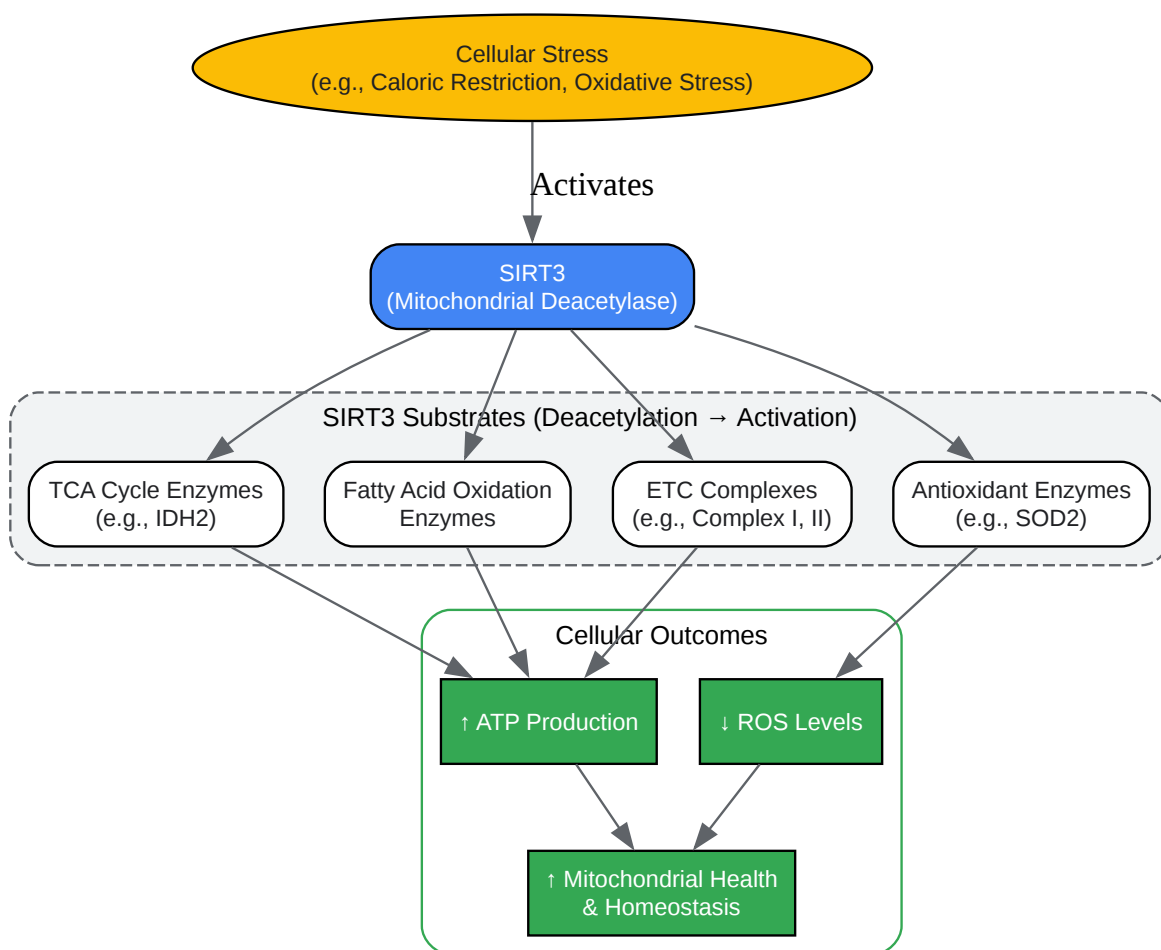 Cellular Stress
(e.g., Caloric Restriction, Oxidative Stress)
Activates
SIRT3
(Mitochondrial Deacetylase)
SIRT3 Substrates (Deacetylation → Activation)
TCA Cycle Enzymes
(e.g., IDH2)
Fatty Acid Oxidation
Enzymes
ETC Complexes
(e.g., Complex I, II)
Antioxidant Enzymes
(e.g., SOD2)
Cellular Outcomes
↑ ATP Production
↓ ROS Levels
↑ Mitochondrial Health
& Homeostasis